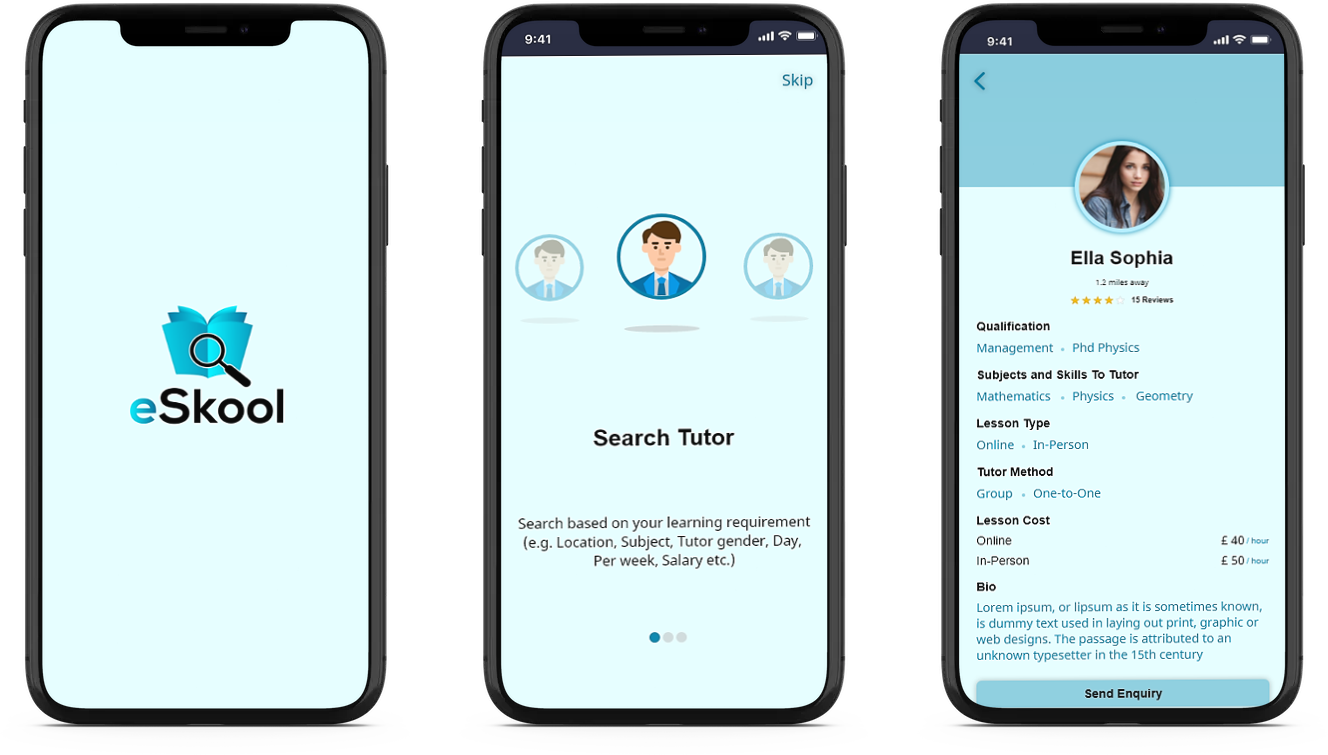 eSkool
9:41
Skip
Search Tutor
Search based on your learning requirement
(e.g. Location, Subject, Tutor gender, Day,
Per week, Salary etc.)
9:41
Ella Sophia
1.2 miles away
15 Reviews
Qualification
Management • Phd Physics
Subjects and Skills To Tutor
Mathematics • Physics • Geometry
Lesson Type
Online • In-Person
Tutor Method
Group • One-to-One
Lesson Cost
Online £ 40 / hour
In-Person £ 50 / hour
Bio
Lorem ipsum, or lipsum as it is sometimes known,
is dummy text used in laying out print, graphic or
web designs. The passage is attributed to an
unknown typesetter in the 15th century
Send Enquiry